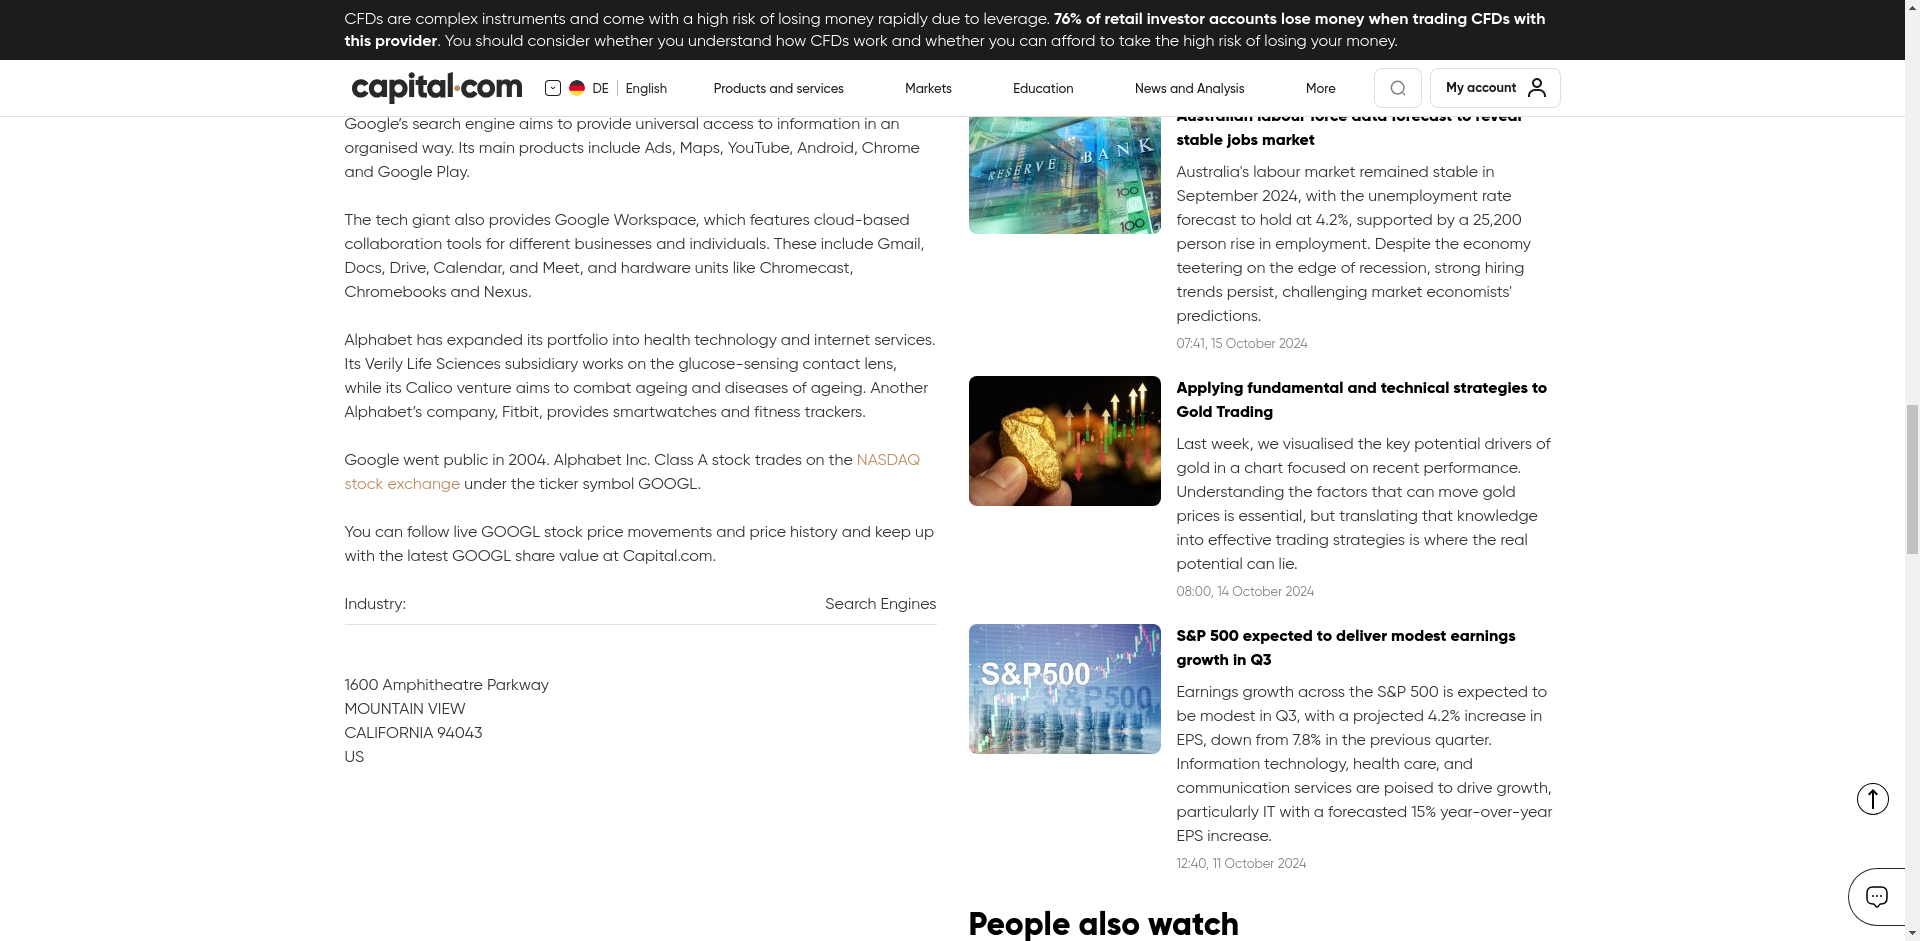 CFDs are complex instruments and come with a high risk of losing money rapidly due to leverage. 76% of retail investor accounts lose money when trading CFDs with
this provider. You should consider whether you understand how CFDs work and whether you can afford to take the high risk of losing your money.
capital.com
DE
English
Products and services
Markets
Education
News and Analysis
More
My account
Google’s search engine aims to provide universal access to information in an
organised way. Its main products include Ads, Maps, YouTube, Android, Chrome
and Google Play.
The tech giant also provides Google Workspace, which features cloud-based
collaboration tools for different businesses and individuals. These include Gmail,
Docs, Drive, Calendar, and Meet, and hardware units like Chromecast,
Chromebooks and Nexus.
Alphabet has expanded its portfolio into health technology and internet services.
Its Verily Life Sciences subsidiary works on the glucose-sensing contact lens,
while its Calico venture aims to combat ageing and diseases of ageing. Another
Alphabet’s company, Fitbit, provides smartwatches and fitness trackers.
Google went public in 2004. Alphabet Inc. Class A stock trades on the NASDAQ
stock exchange under the ticker symbol GOOGL.
You can follow live GOOGL stock price movements and price history and keep up
with the latest GOOGL share value at Capital.com.
Industry:
Search Engines
1600 Amphitheatre Parkway
MOUNTAIN VIEW
CALIFORNIA 94043
US
RESERVE BANK
100
100
Australian labour force data forecast to reveal
stable jobs market
Australia's labour market remained stable in
September 2024, with the unemployment rate
forecast to hold at 4.2%, supported by a 25,200
person rise in employment. Despite the economy
teetering on the edge of recession, strong hiring
trends persist, challenging market economists'
predictions.
07:41, 15 October 2024
Applying fundamental and technical strategies to
Gold Trading
Last week, we visualised the key potential drivers of
gold in a chart focused on recent performance.
Understanding the factors that can move gold
prices is essential, but translating that knowledge
into effective trading strategies is where the real
potential can lie.
08:00, 14 October 2024
S&P500
S&P500
S&P 500 expected to deliver modest earnings
growth in Q3
Earnings growth across the S&P 500 is expected to
be modest in Q3, with a projected 4.2% increase in
EPS, down from 7.8% in the previous quarter.
Information technology, health care, and
communication services are poised to drive growth,
particularly IT with a forecasted 15% year-over-year
EPS increase.
12:40, 11 October 2024
People also watch